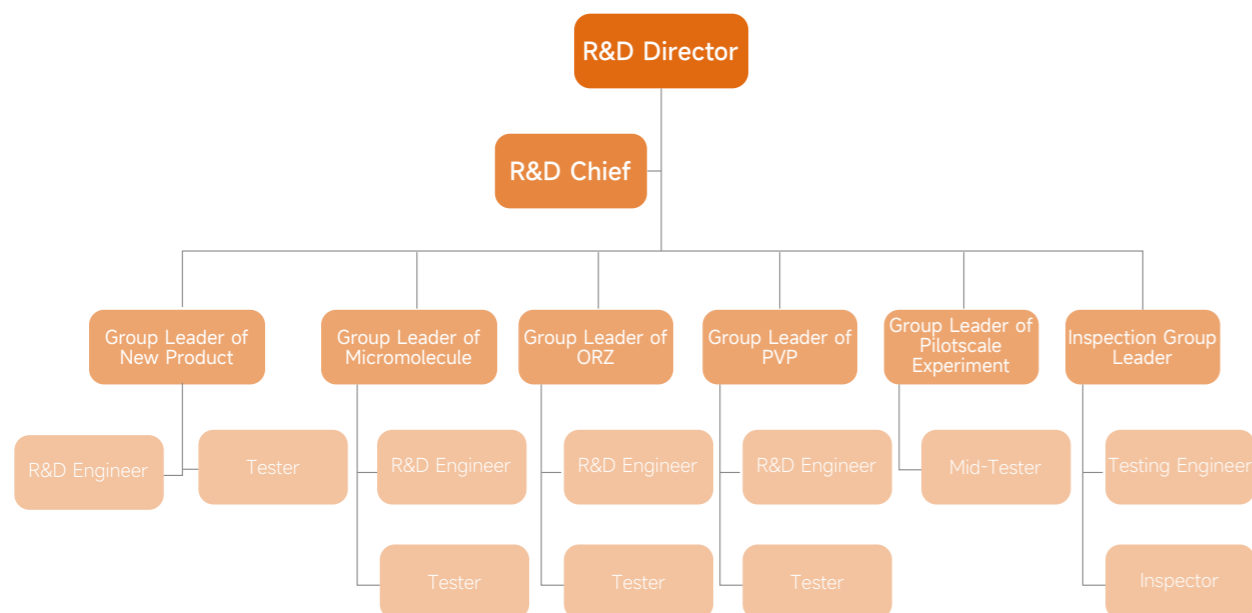 R&D Director
R&D Chief
Group Leader of
New Product
Group Leader of
Micromolecule
Group Leader of
ORZ
Group Leader of
PVP
Group Leader of
Pilotscale
Experiment
Inspection Group
Leader
R&D Engineer
Tester
R&D Engineer
R&D Engineer
R&D Engineer
Mid-Tester
Testing Engineer
Tester
Tester
Tester
Inspector